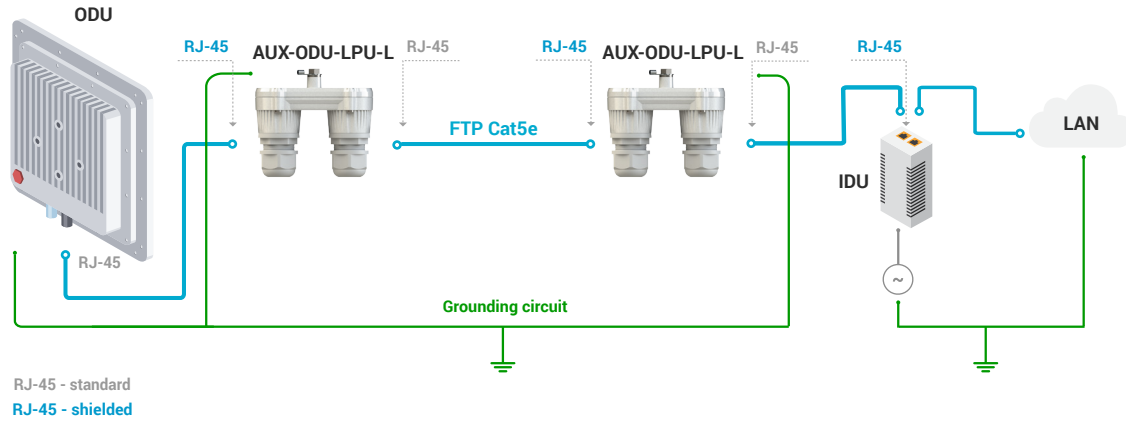 ODU
RJ-45
AUX-ODU-LPU-L
RJ-45
RJ-45
AUX-ODU-LPU-L
RJ-45
RJ-45
FTP Cat5e
LAN
IDU
RJ-45
~
Grounding circuit
RJ-45 - standard
RJ-45 - shielded